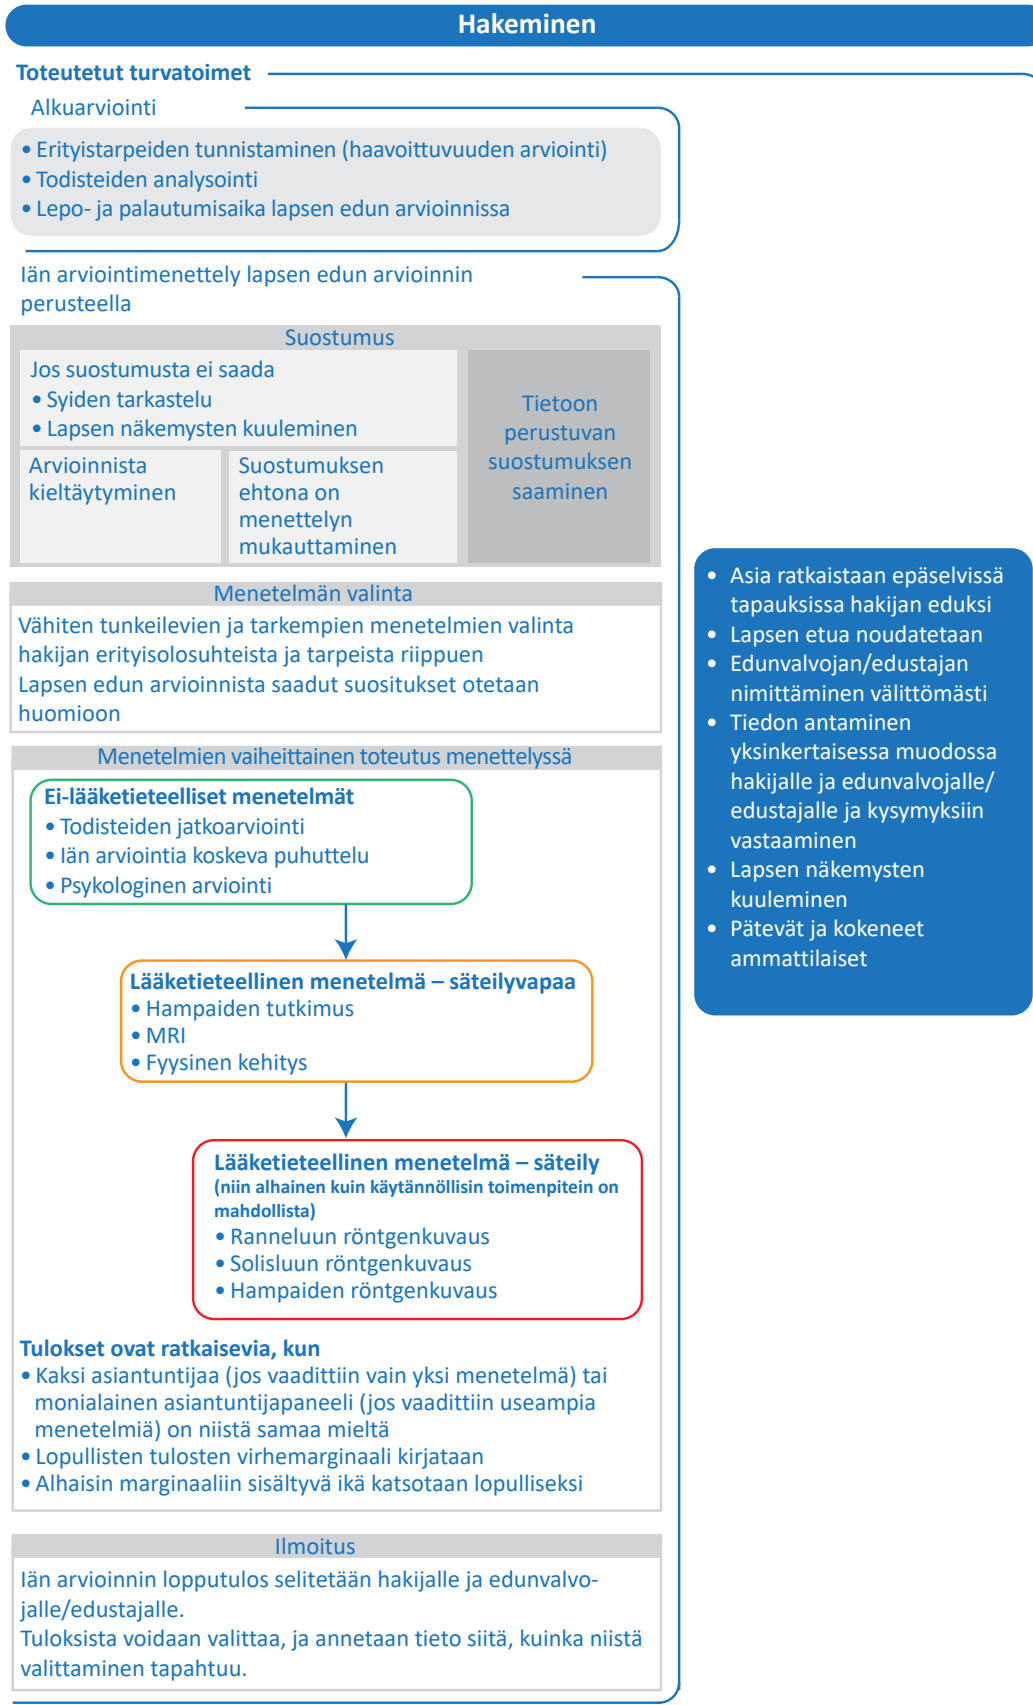 Hakeminen
Toteutetut turvatoimet
Alkuarviointi
• Erityistarpeiden tunnistaminen (haavoittuvuuden arviointi)
• Todisteiden analysointi
• Lepo- ja palautumisaika lapsen edun arvioinnissa
Iän arviointimenettely lapsen edun arvioinnin
perusteella
Suostumus
Jos suostumusta ei saada
• Syiden tarkastelu
• Lapsen näkemysten kuuleminen
Arvioinnista
kieltäytyminen
Suostumuksen
ehtona on
menettelyn
mukauttaminen
Tietoon
perustuvan
suostumuksen
saaminen
Menetelmän valinta
Vähiten tunkeilevien ja tarkempien menetelmien valinta
hakijan erityisolosuhteista ja tarpeista riippuen
Lapsen edun arvioinnista saadut suositukset otetaan
huomioon
Menetelmien vaiheittainen toteutus menettelyssä
Ei-lääketieteelliset menetelmät
• Todisteiden jatkoarviointi
• Iän arviointia koskeva puhuttelu
• Psykologinen arviointi
Lääketieteellinen menetelmä – säteilyvapaa
• Hampaiden tutkimus
• MRI
• Fyysinen kehitys
Lääketieteellinen menetelmä – säteily
(niin alhainen kuin käytännöllisin toimenpitein on
mahdollista)
• Ranneluun röntgenkuvaus
• Solisluun röntgenkuvaus
• Hampaiden röntgenkuvaus
Tulokset ovat ratkaisevia, kun
• Kaksi asiantuntijaa (jos vaadittiin vain yksi menetelmä) tai
monialainen asiantuntijapaneeli (jos vaadittiin useampia
menetelmiä) on niistä samaa mieltä
• Lopullisten tulosten virhemarginaali kirjataan
• Alhaisin marginaaliin sisältyvä ikä katsotaan lopulliseksi
Ilmoitus
Iän arvioinnin lopputulos selitetään hakijalle ja edunvalvo-
jalle/edustajalle.
Tuloksista voidaan valittaa, ja annetaan tieto siitä, kuinka niistä
valittaminen tapahtuu.
• Asia ratkaistaan epäselvissä
tapauksissa hakijan eduksi
• Lapsen etua noudatetaan
• Edunvalvojan/edustajan
nimittäminen välittömästi
• Tiedon antaminen
yksinkertaisessa muodossa
hakijalle ja edunvalvojalle/
edustajalle ja kysymyksiin
vastaaminen
• Lapsen näkemysten
kuuleminen
• Pätevät ja kokeneet
ammattilaiset